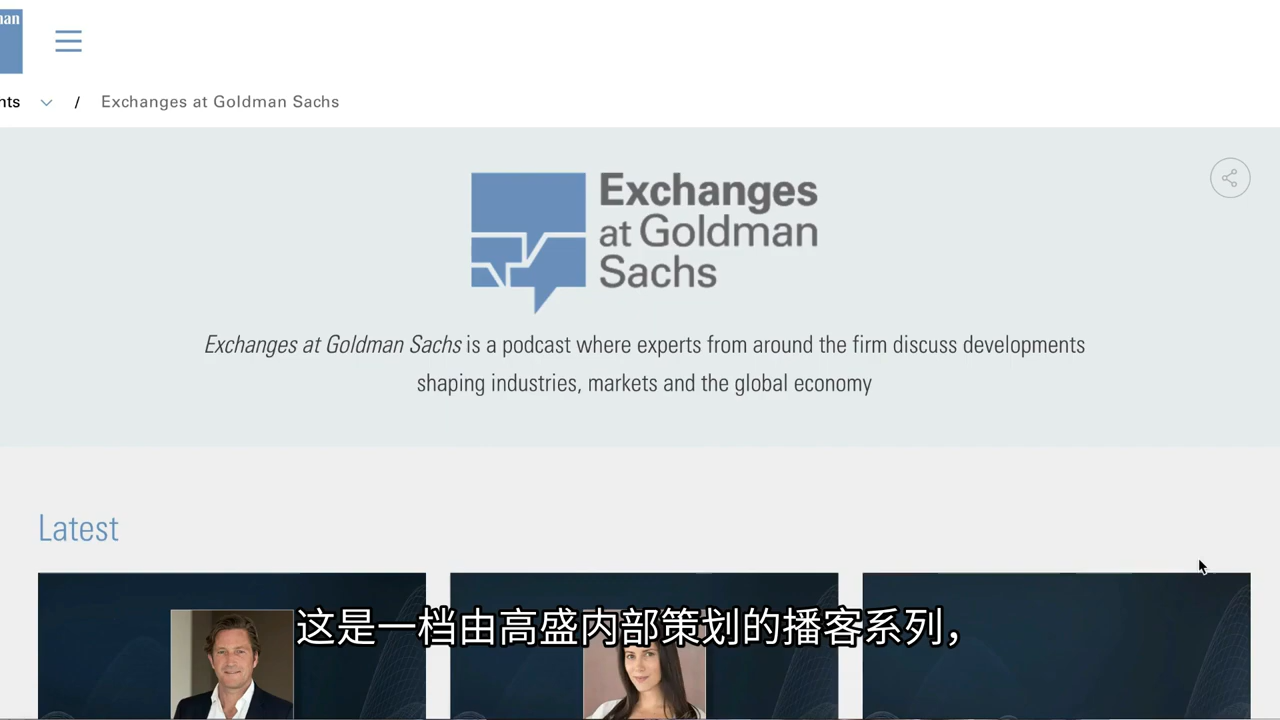 man
nts / Exchanges at Goldman Sachs
Exchanges
at Goldman
Sachs
Exchanges at Goldman Sachs is a podcast where experts from around the firm discuss developments
shaping industries, markets and the global economy
Latest
这是一档由高盛内部策划的播客系列，